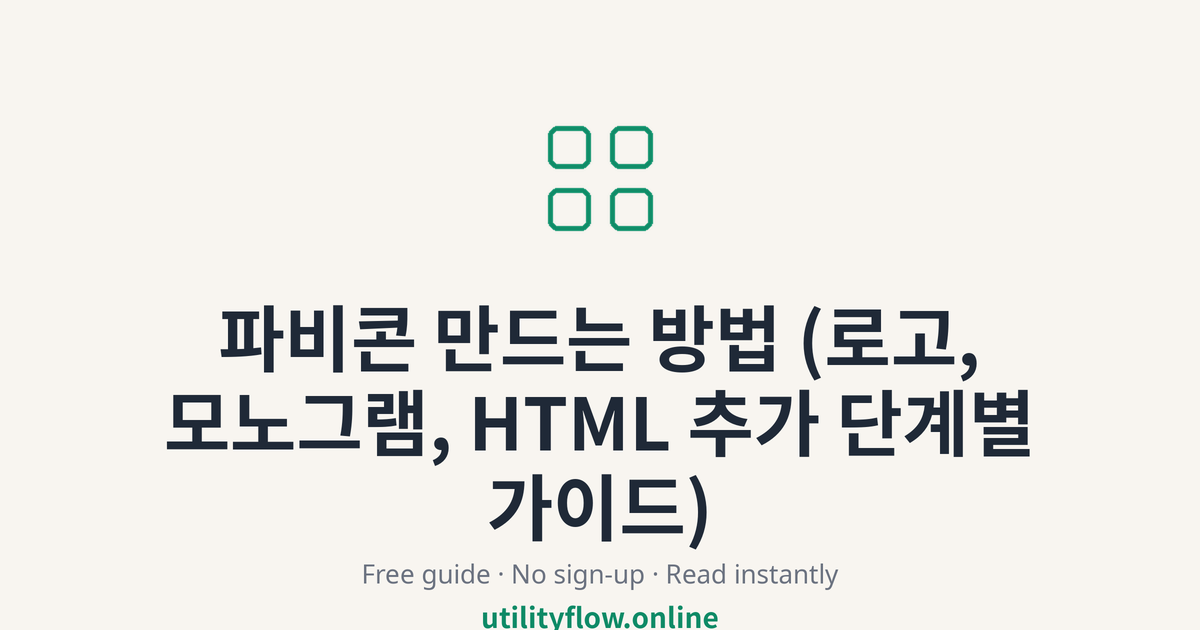 파비콘 만드는 방법 (로고,
모노그램, HTML 추가 단계별
가이드)
Free guide · No sign-up · Read instantly
utilityflow.online